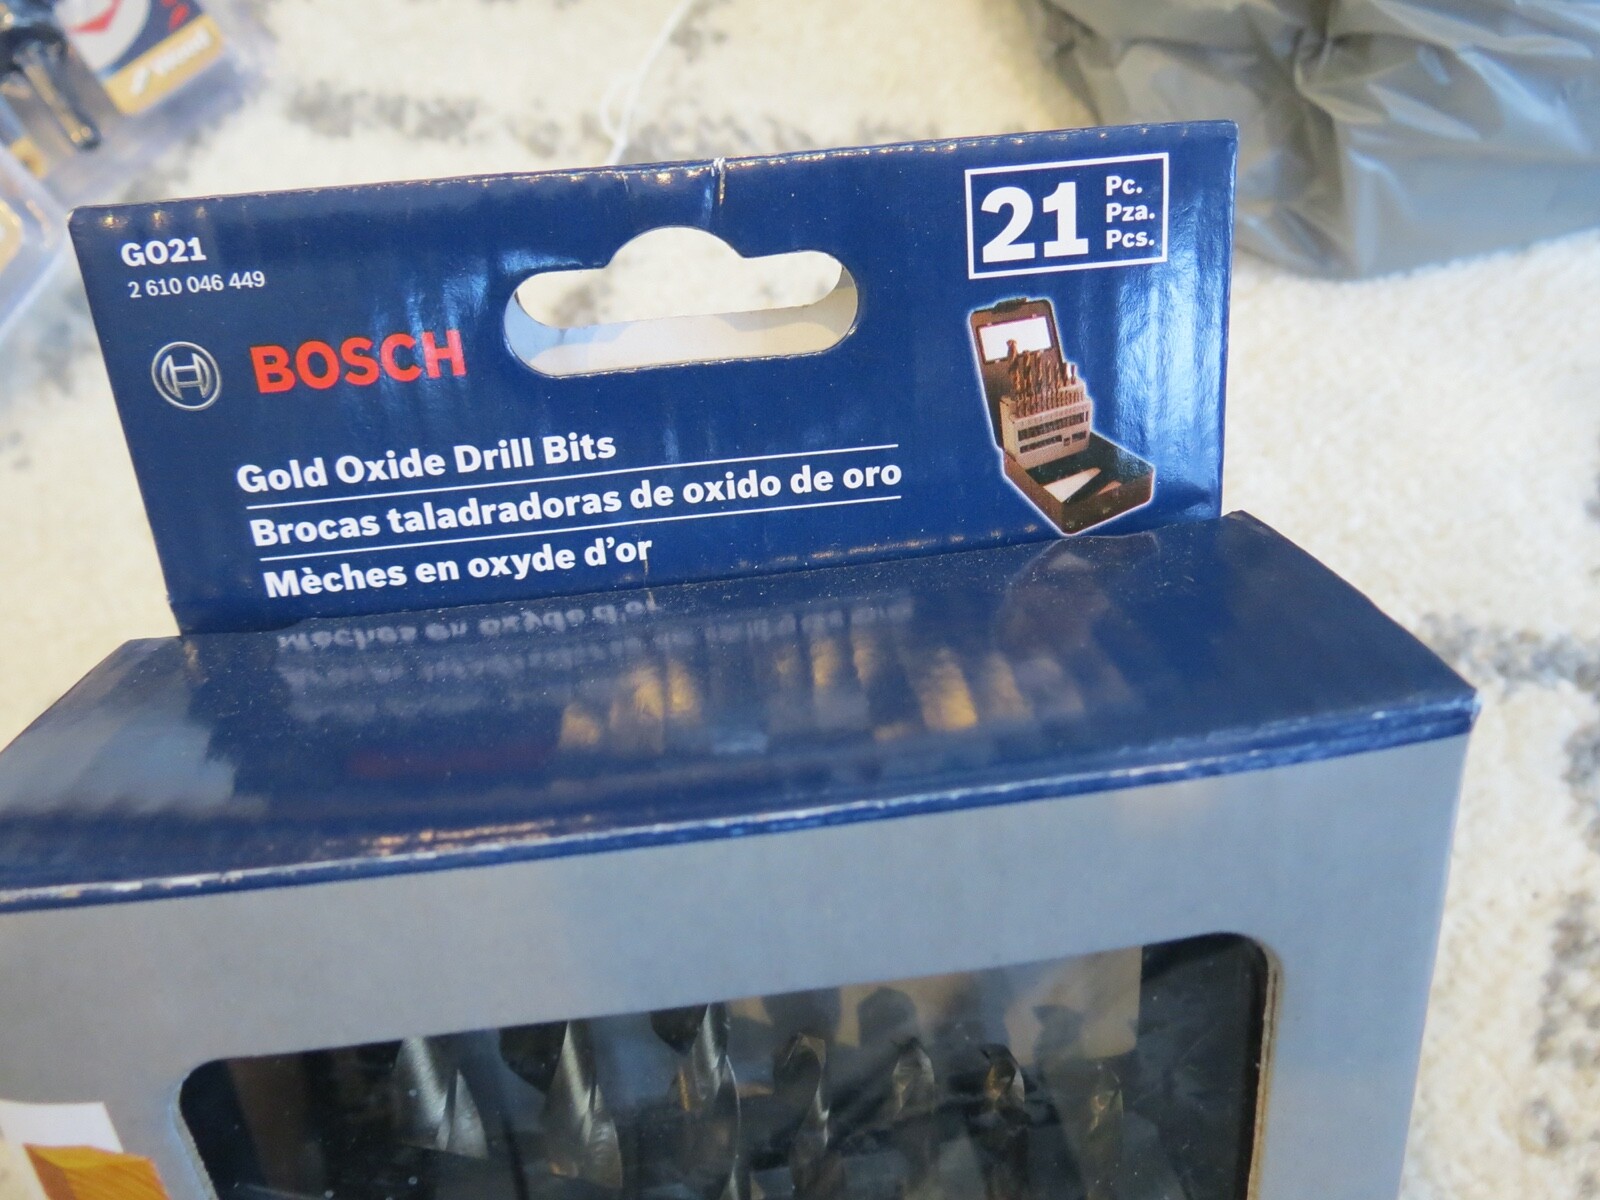 Wood
GO21
2 610 046 449
BOSCH
21
Pc.
Pza.
Pcs.
Gold Oxide Drill Bits
Brocas taladradoras de oxido de oro
Mèches en oxyde d'or